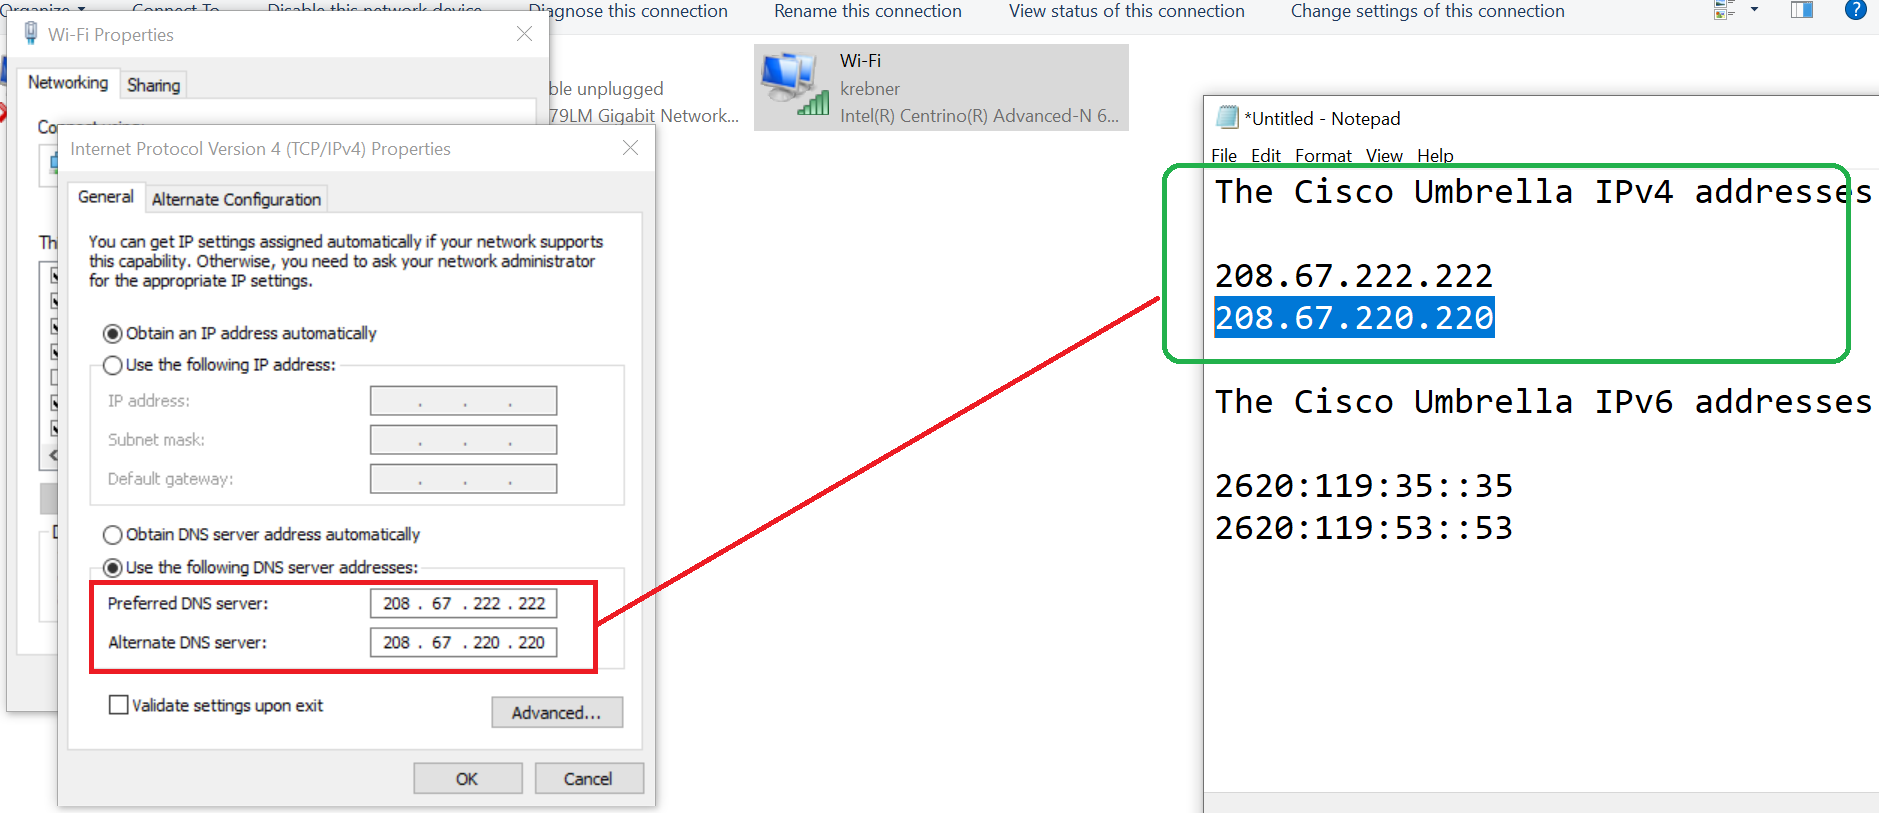 Organize
Connect To
Disable this network device
Diagnose this connection
Rename this connection
View status of this connection
Change settings of this connection
?
Wi-Fi Properties
Networking
Sharing
Internet Protocol Version 4 (TCP/IPv4) Properties
General
Alternate Configuration
You can get IP settings assigned automatically if your network supports
this capability. Otherwise, you need to ask your network administrator
for the appropriate IP settings.
Obtain an IP address automatically
Use the following IP address:
IP address:
Subnet mask:
Default gateway:
Obtain DNS server address automatically
Use the following DNS server addresses:
Preferred DNS server: 208 . 67 . 222 . 222
Alternate DNS server: 208 . 67 . 220 . 220
Validate settings upon exit
Advanced...
OK
Cancel
ble unplugged
79LM Gigabit Network...
Wi-Fi
krebner
Intel(R) Centrino(R) Advanced-N 6...
*Untitled - Notepad
File Edit Format View Help
The Cisco Umbrella IPv4 addresses
208.67.222.222
208.67.220.220
The Cisco Umbrella IPv6 addresses
2620:119:35::35
2620:119:53::53